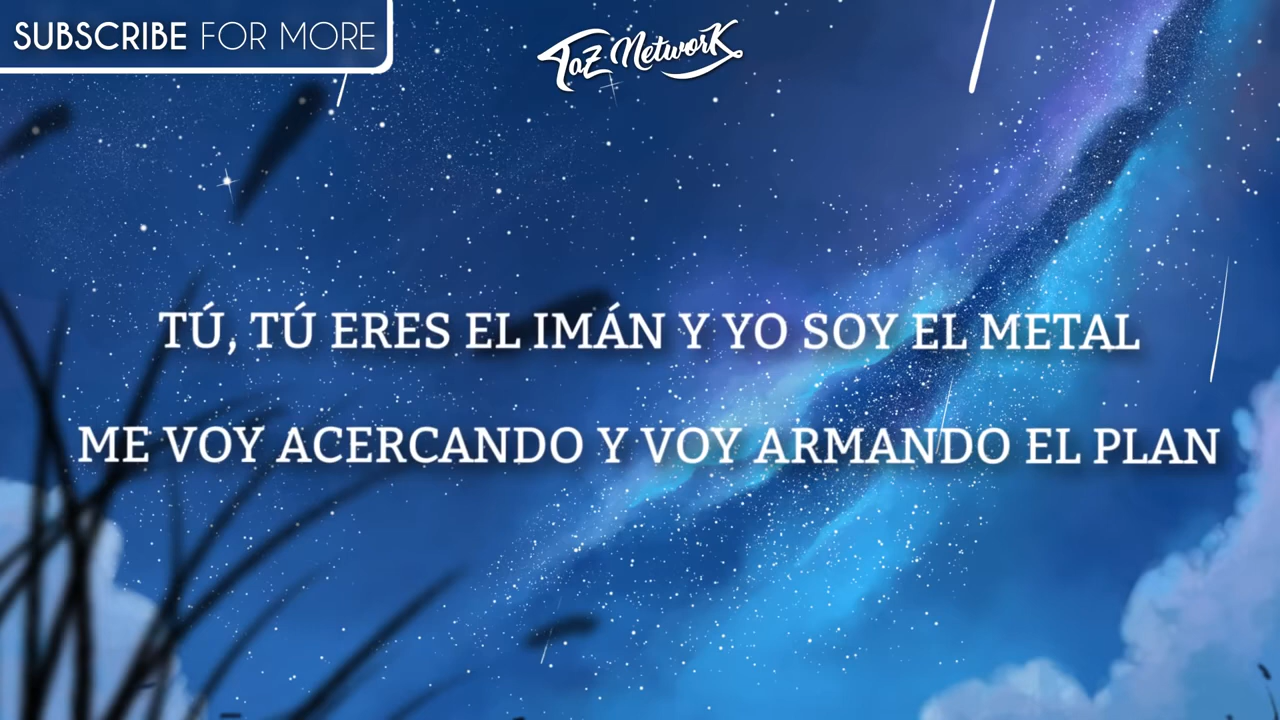 SUBSCRIBE FOR MORE
TaZ NetworK
TÚ, TÚ ERES EL IMÁN Y YO SOY EL METAL
ME VOY ACERCANDO Y VOY ARMANDO EL PLAN